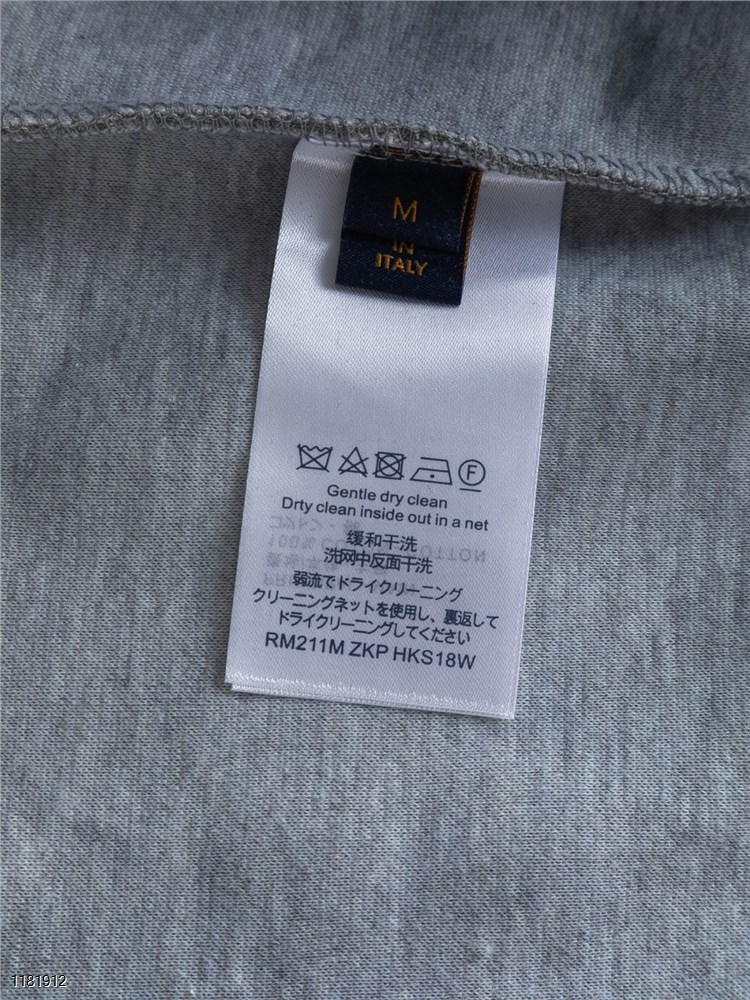 M
IN
ITALY
F
Gentle dry clean
Drty clean inside out in a net
缓和干洗
洗网中反面干洗
弱流でドライクリーニング
クリーニングネットを使用し、裏返して
ドライクリーニングしてください
RM211M ZKP HKS18W
1181912